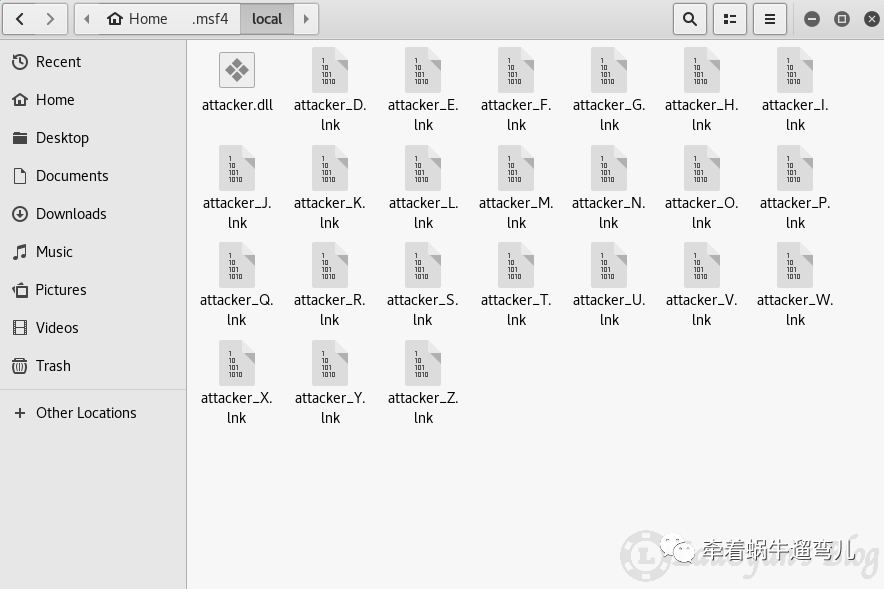 Home
.msf4
local
Recent
Home
Desktop
Documents
Downloads
Music
Pictures
Videos
Trash
Other Locations
attacker.dll
attacker_D.
lnk
attacker_E.
lnk
attacker_F.
lnk
attacker_G.
lnk
attacker_H.
lnk
attacker_I.
lnk
attacker_J.
lnk
attacker_K.
lnk
attacker_L.
lnk
attacker_M.
lnk
attacker_N.
lnk
attacker_O.
lnk
attacker_P.
lnk
attacker_Q.
lnk
attacker_R.
lnk
attacker_S.
lnk
attacker_T.
lnk
attacker_U.
lnk
attacker_V.
lnk
attacker_W.
lnk
attacker_X.
lnk
attacker_Y.
lnk
attacker_Z.
lnk
牵着蜗牛遛弯儿
Blog